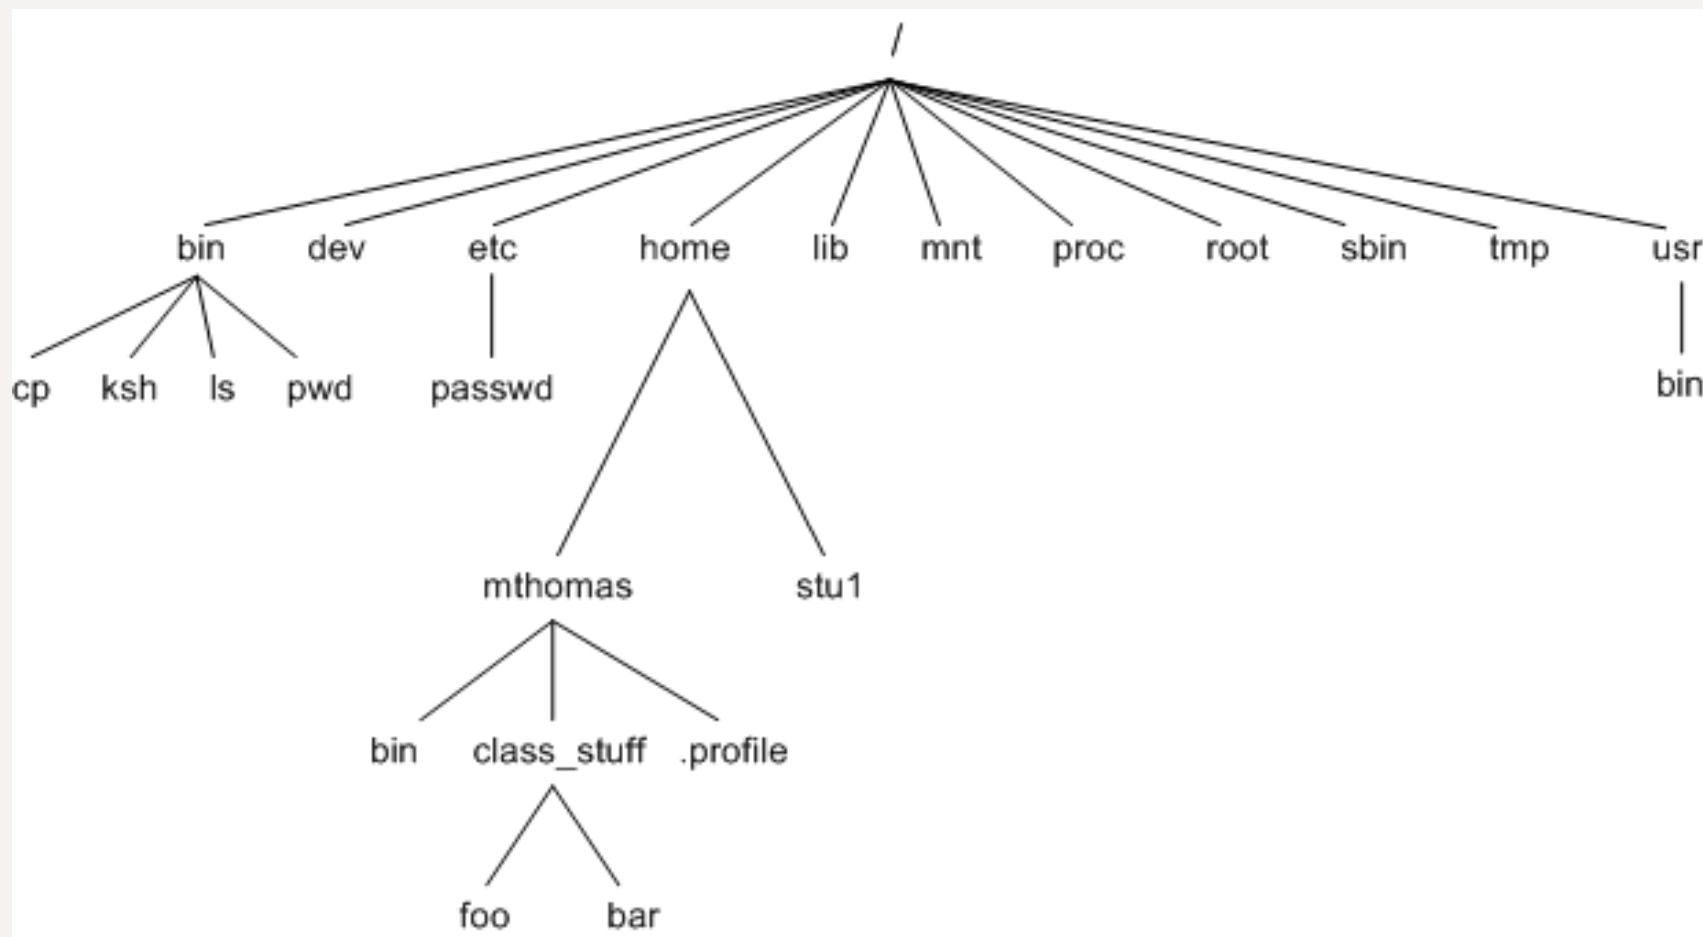 /
bin dev etc home lib mnt proc root sbin tmp usr
cp ksh ls pwd passwd bin
mthomas stu1
bin class_stuff .profile
foo bar